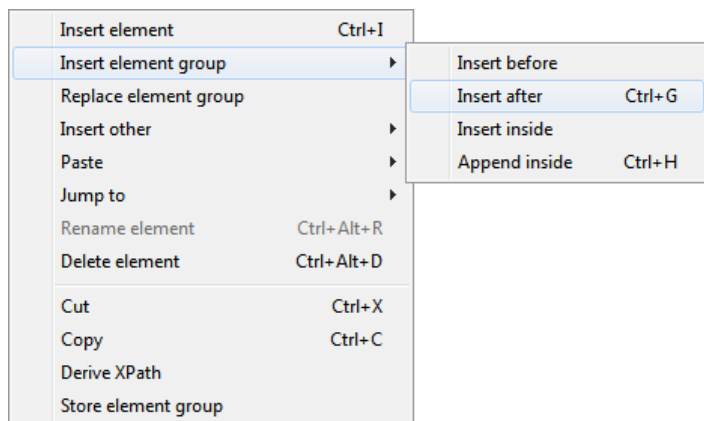 Insert element Ctrl+I
Insert element group
Replace element group
Insert other
Paste
Jump to
Rename element Ctrl+Alt+R
Delete element Ctrl+Alt+D
Cut Ctrl+X
Copy Ctrl+C
Derive XPath
Store element group
Insert before
Insert after Ctrl+G
Insert inside
Append inside Ctrl+H